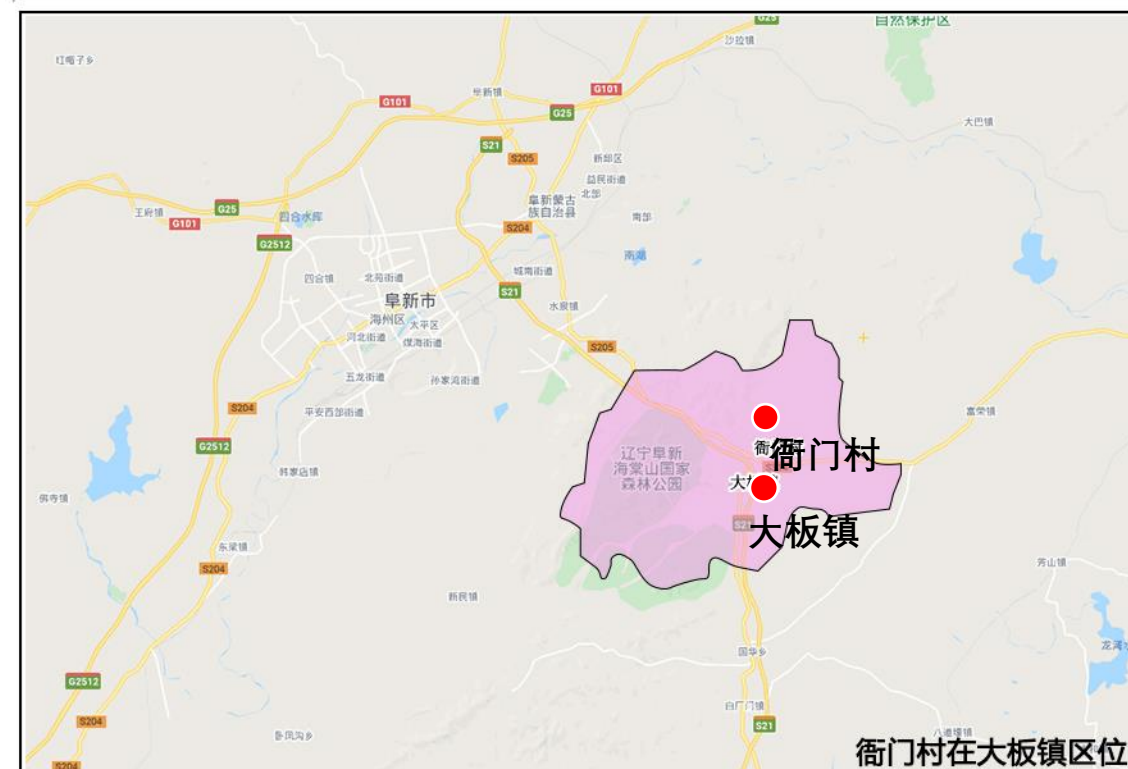 G25
自然保护区
沙拉镇
红帽子乡
G101
阜新镇
G101
G25
大巴镇
S21
S205
新邱区
益民街道
北部
王府镇
G25
G101
四合水库
阜新蒙古
族自治县
南部
S204
G2512
南湖
四合镇
北苑街道
城南街道
S21
阜新市
水泉镇
海州区
太平区
河北街道
煤海街道
S205
五龙街道
孙家湾街道
S204
平安西部街道
富荣镇
G2512
辽宁阜新
海棠山国家
森林公园
衙门村
韩家店镇
佛寺镇
大板镇
S21
东梁镇
S204
芳山镇
新民镇
国华乡
G2512
白厂门镇
S204
S21
卧凤沟乡
八道壕镇
衙门村在大板镇区位
S204